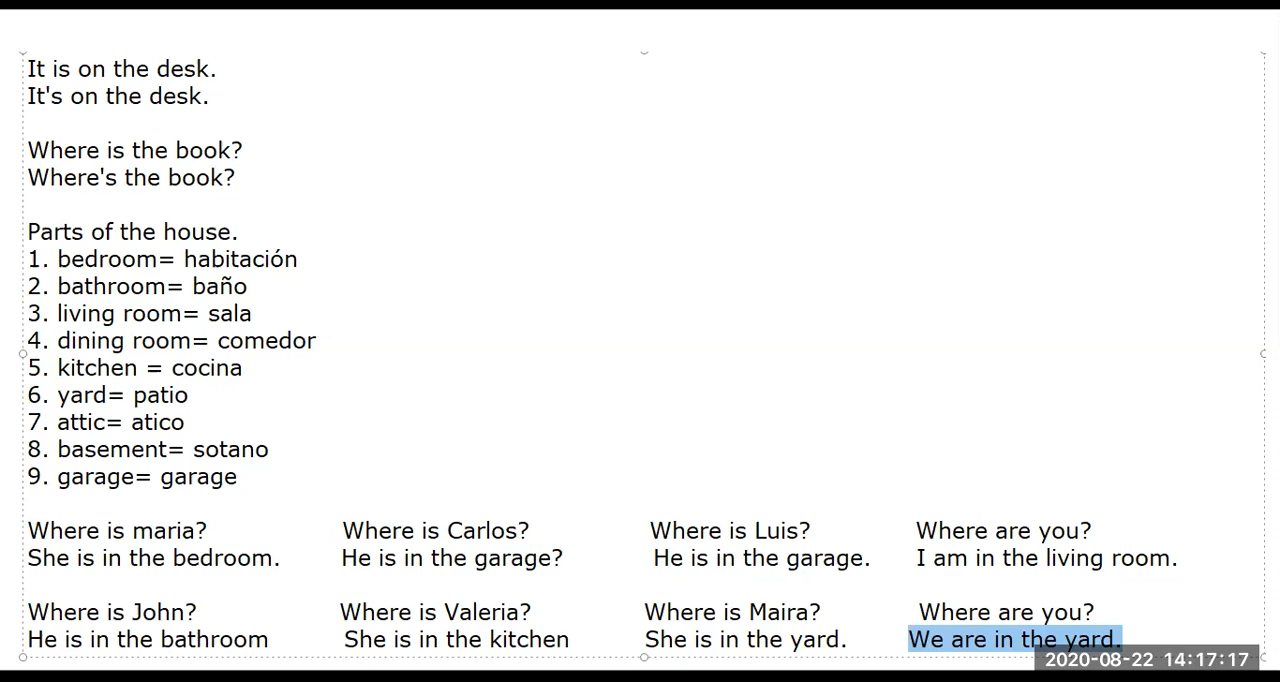 It is on the desk.
It's on the desk.
Where is the book?
Where's the book?
Parts of the house.
1. bedroom= habitación
2. bathroom= baño
3. living room= sala
4. dining room= comedor
5. kitchen = cocina
6. yard= patio
7. attic= atico
8. basement= sotano
9. garage= garage
Where is maria? Where is Carlos? Where is Luis? Where are you?
She is in the bedroom. He is in the garage? He is in the garage. I am in the living room.
Where is John? Where is Valeria? Where is Maira? Where are you?
He is in the bathroom She is in the kitchen She is in the yard. We are in the yard.
2020-08-22 14:17:17